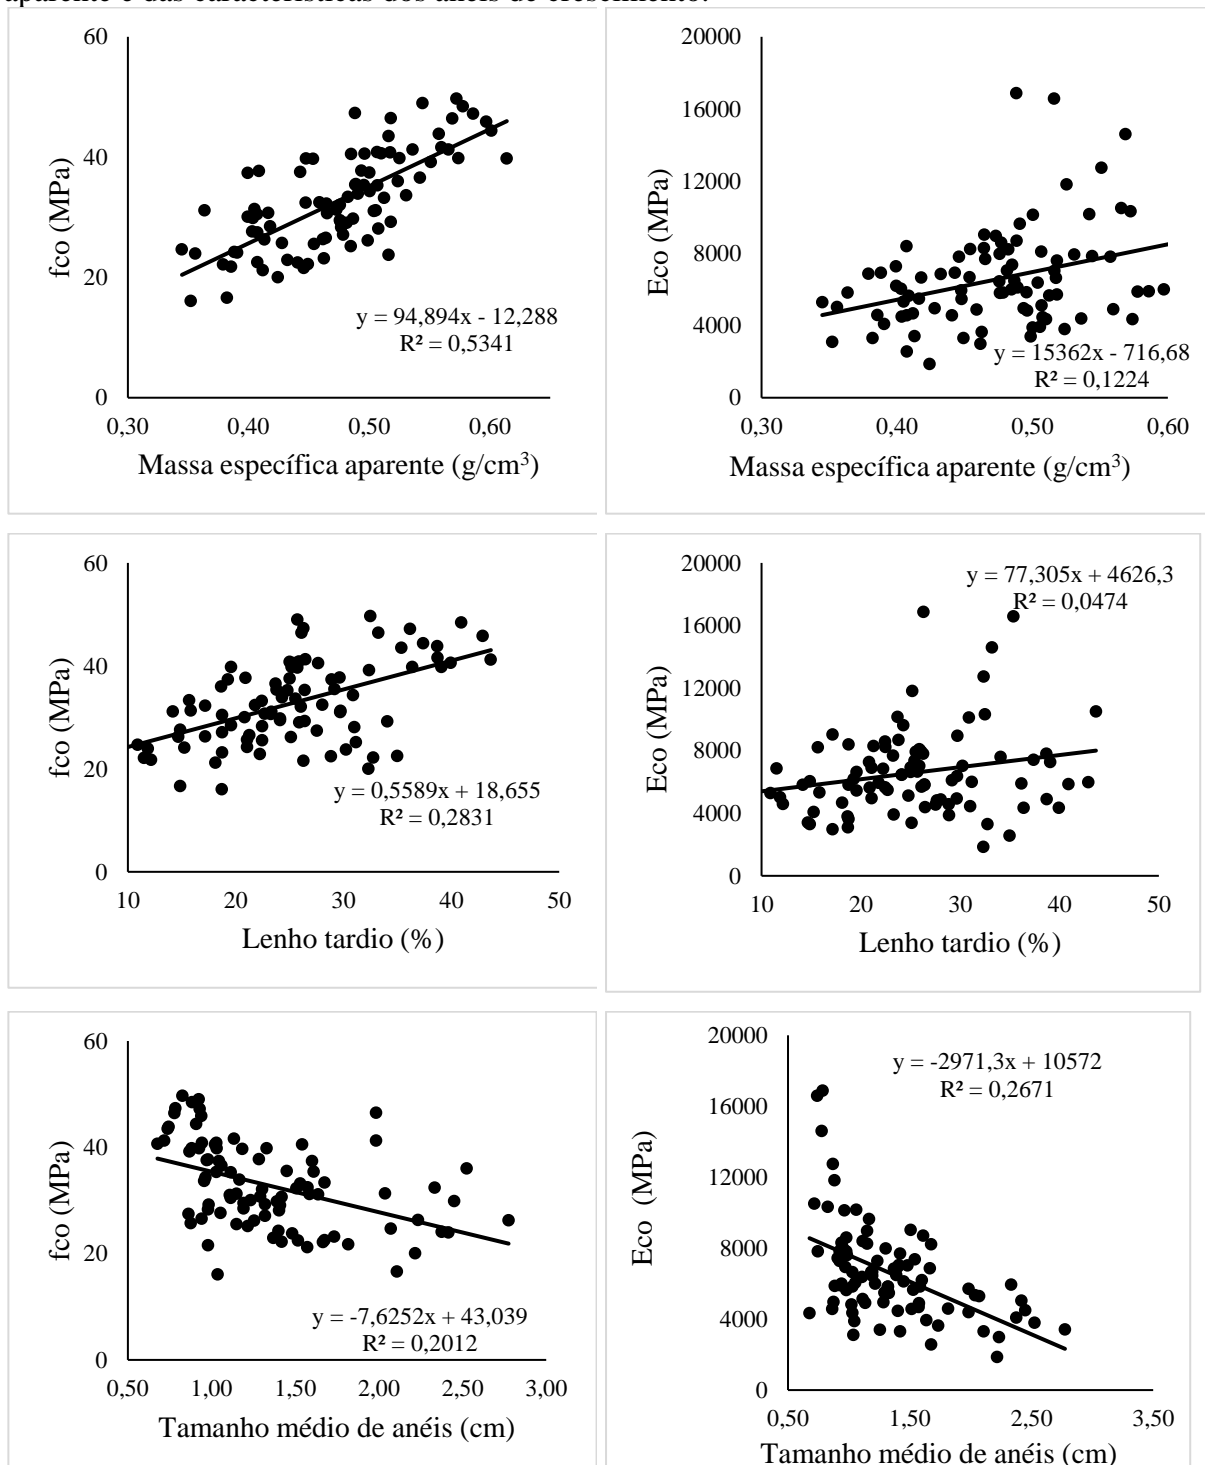 aparente e das características dos anéis de crescimento.
60
40
20
0
fco (MPa)
y = 94,894x - 12,288
R² = 0,5341
0,30 0,40 0,50 0,60
Massa específica aparente (g/cm³)
20000
16000
12000
8000
4000
0
Eco (MPa)
y = 15362x - 716,68
R² = 0,1224
0,30 0,40 0,50 0,60
Massa específica aparente (g/cm³)
60
40
20
0
fco (MPa)
y = 0,5589x + 18,655
R² = 0,2831
10 20 30 40 50
Lenho tardio (%)
20000
16000
12000
8000
4000
0
Eco (MPa)
y = 77,305x + 4626,3
R² = 0,0474
10 20 30 40 50
Lenho tardio (%)
60
40
20
0
fco (MPa)
y = -7,6252x + 43,039
R² = 0,2012
0,50 1,00 1,50 2,00 2,50 3,00
Tamanho médio de anéis (cm)
20000
16000
12000
8000
4000
0
Eco (MPa)
y = -2971,3x + 10572
R² = 0,2671
0,50 1,50 2,50 3,50
Tamanho médio de anéis (cm)